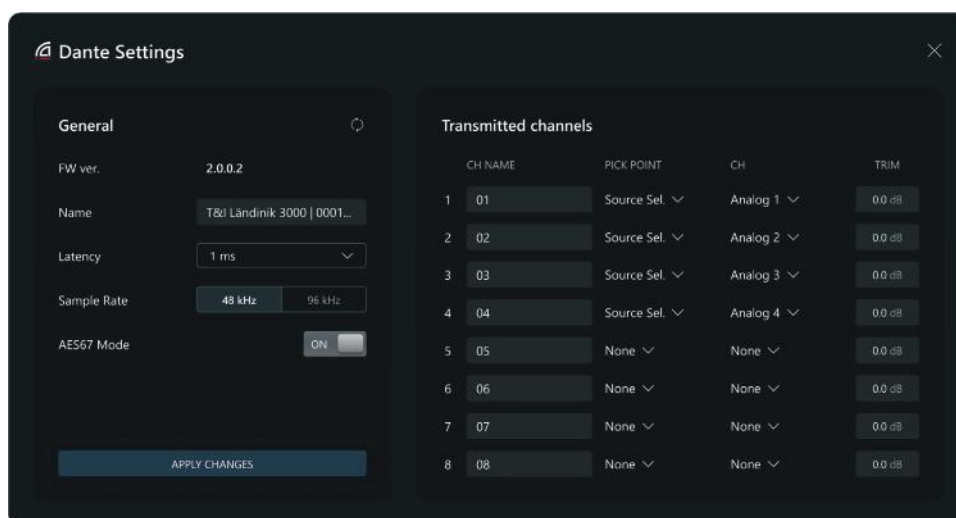 Dante Settings
General
FW ver. 2.0.0.2
Name T&I Ländinik 3000 | 0001...
Latency 1 ms
Sample Rate 48 kHz 96 kHz
AES67 Mode ON
APPLY CHANGES
Transmitted channels
CH NAME PICK POINT CH TRIM
1 01 Source Sel. Analog 1 0.0 dB
2 02 Source Sel. Analog 2 0.0 dB
3 03 Source Sel. Analog 3 0.0 dB
4 04 Source Sel. Analog 4 0.0 dB
5 05 None None 0.0 dB
6 06 None None 0.0 dB
7 07 None None 0.0 dB
8 08 None None 0.0 dB